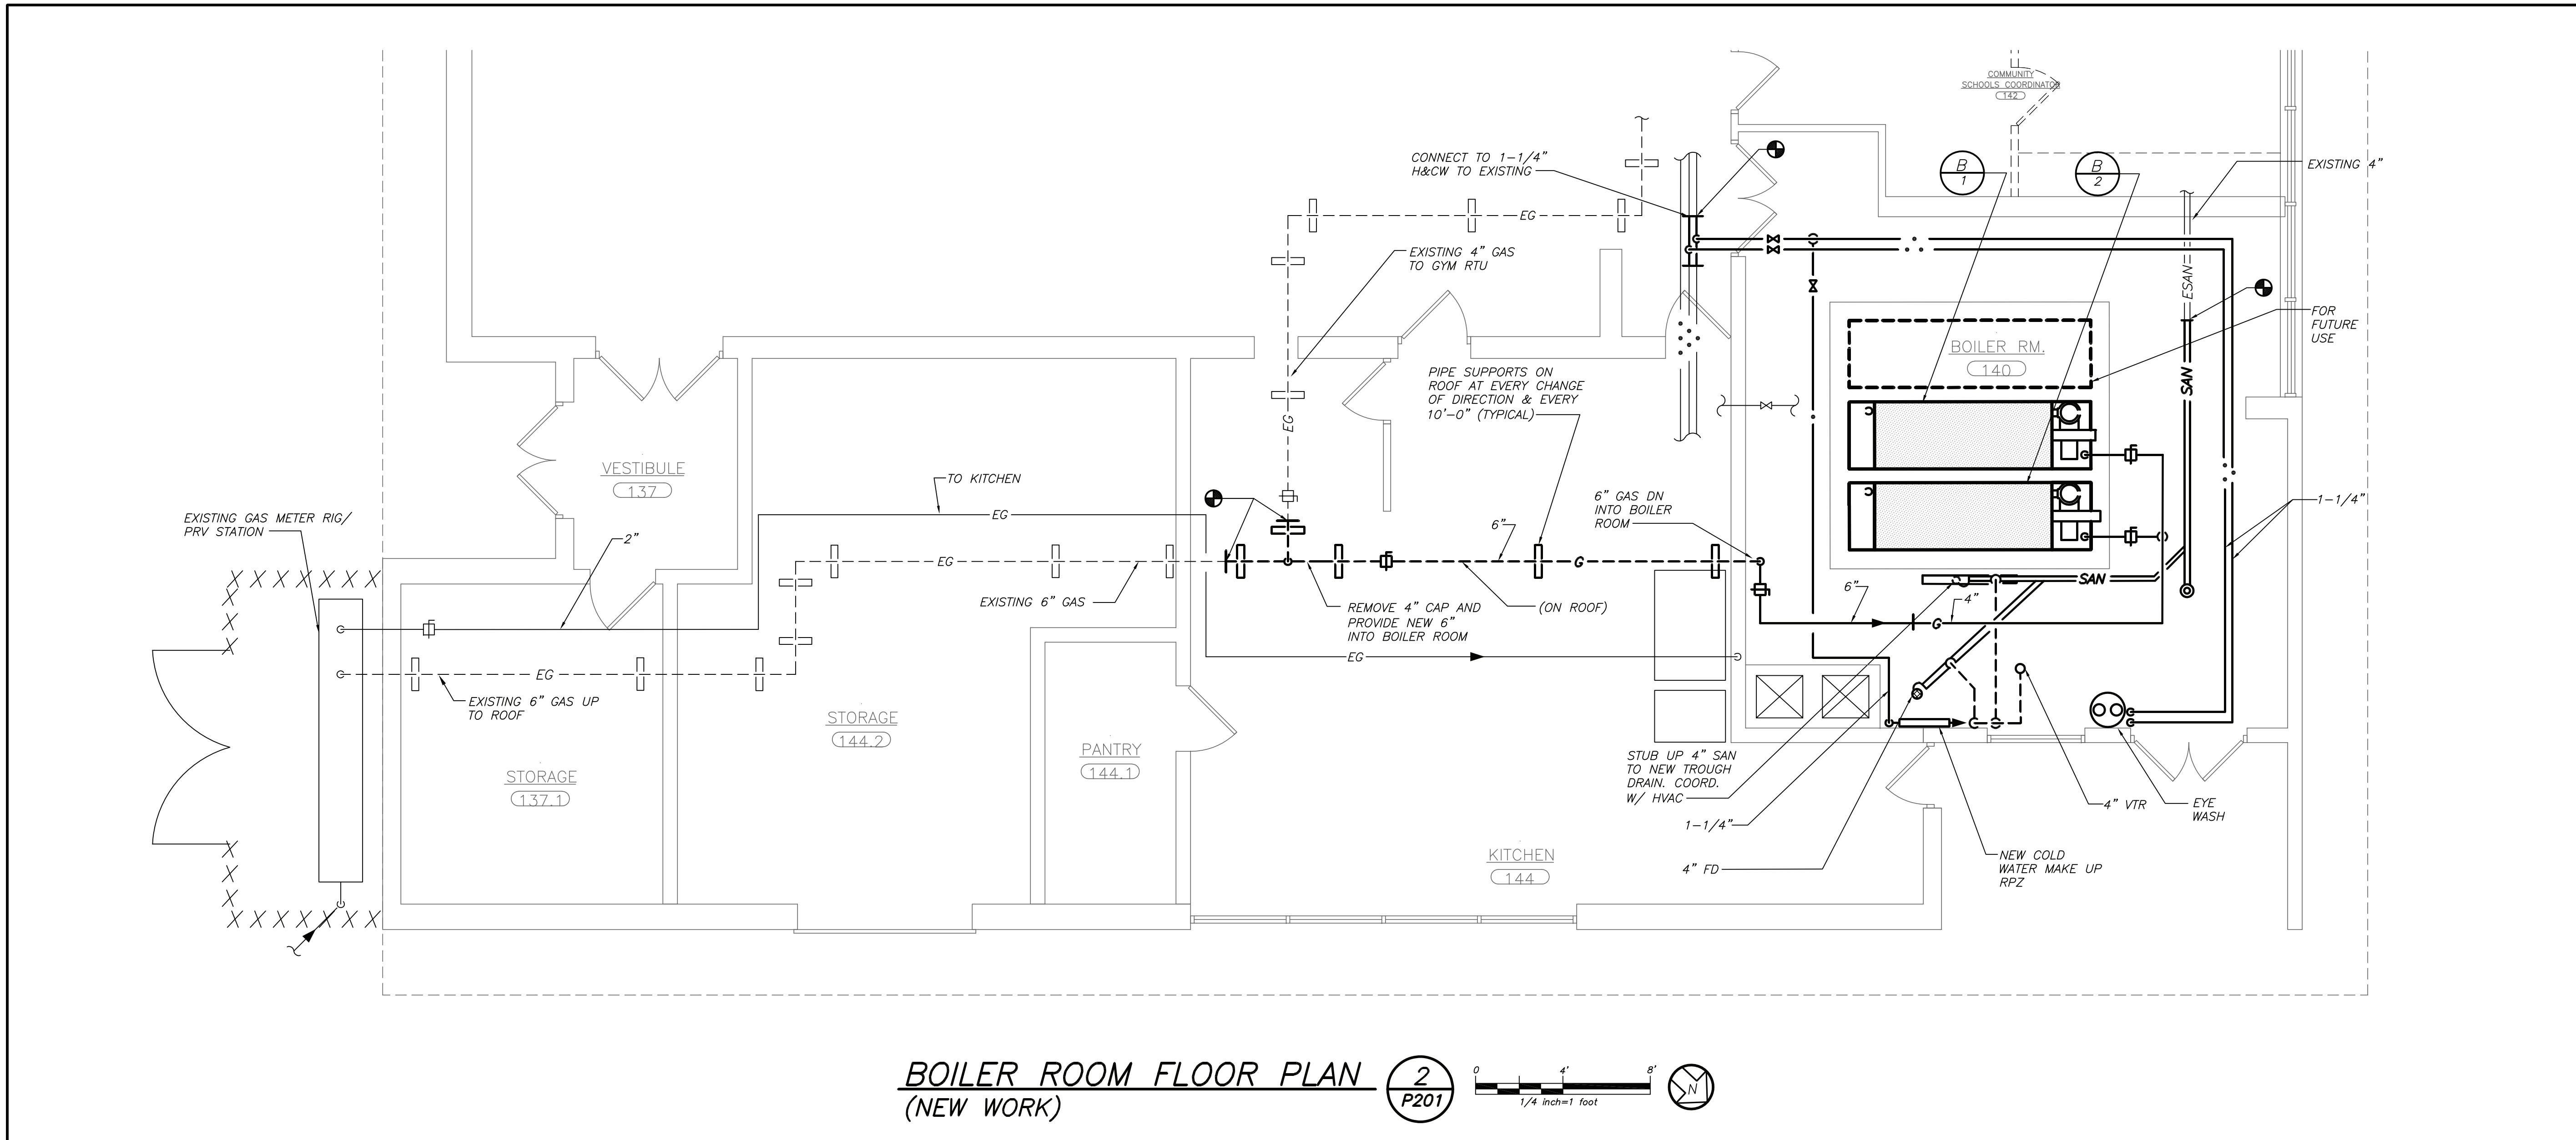 COMMUNITY
SCHOOLS COORDINATOR
142
CONNECT TO 1-1/4"
H&CW TO EXISTING
B
1
B
2
EXISTING 4"
EG
EXISTING 4" GAS
TO GYM RTU
ESAN
FOR
FUTURE
USE
BOILER RM.
140
SAN
PIPE SUPPORTS ON
ROOF AT EVERY CHANGE
OF DIRECTION & EVERY
10'-0" (TYPICAL)
EG
VESTIBULE
137
TO KITCHEN
EG
EXISTING GAS METER RIG/
PRV STATION
2"
6" GAS DN
INTO BOILER
ROOM
6"
1-1/4"
EG
G
EXISTING 6" GAS
REMOVE 4" CAP AND
PROVIDE NEW 6"
INTO BOILER ROOM
(ON ROOF)
SAN
6"
4"
G
EG
EG
EXISTING 6" GAS UP
TO ROOF
STORAGE
144.2
PANTRY
144.1
STORAGE
137.1
STUB UP 4" SAN
TO NEW TROUGH
DRAIN. COORD.
W/ HVAC
1-1/4"
4" FD
4" VTR
EYE
WASH
KITCHEN
144
NEW COLD
WATER MAKE UP
RPZ
BOILER ROOM FLOOR PLAN
(NEW WORK)
2
P201
0 4' 8'
1/4 inch=1 foot
N